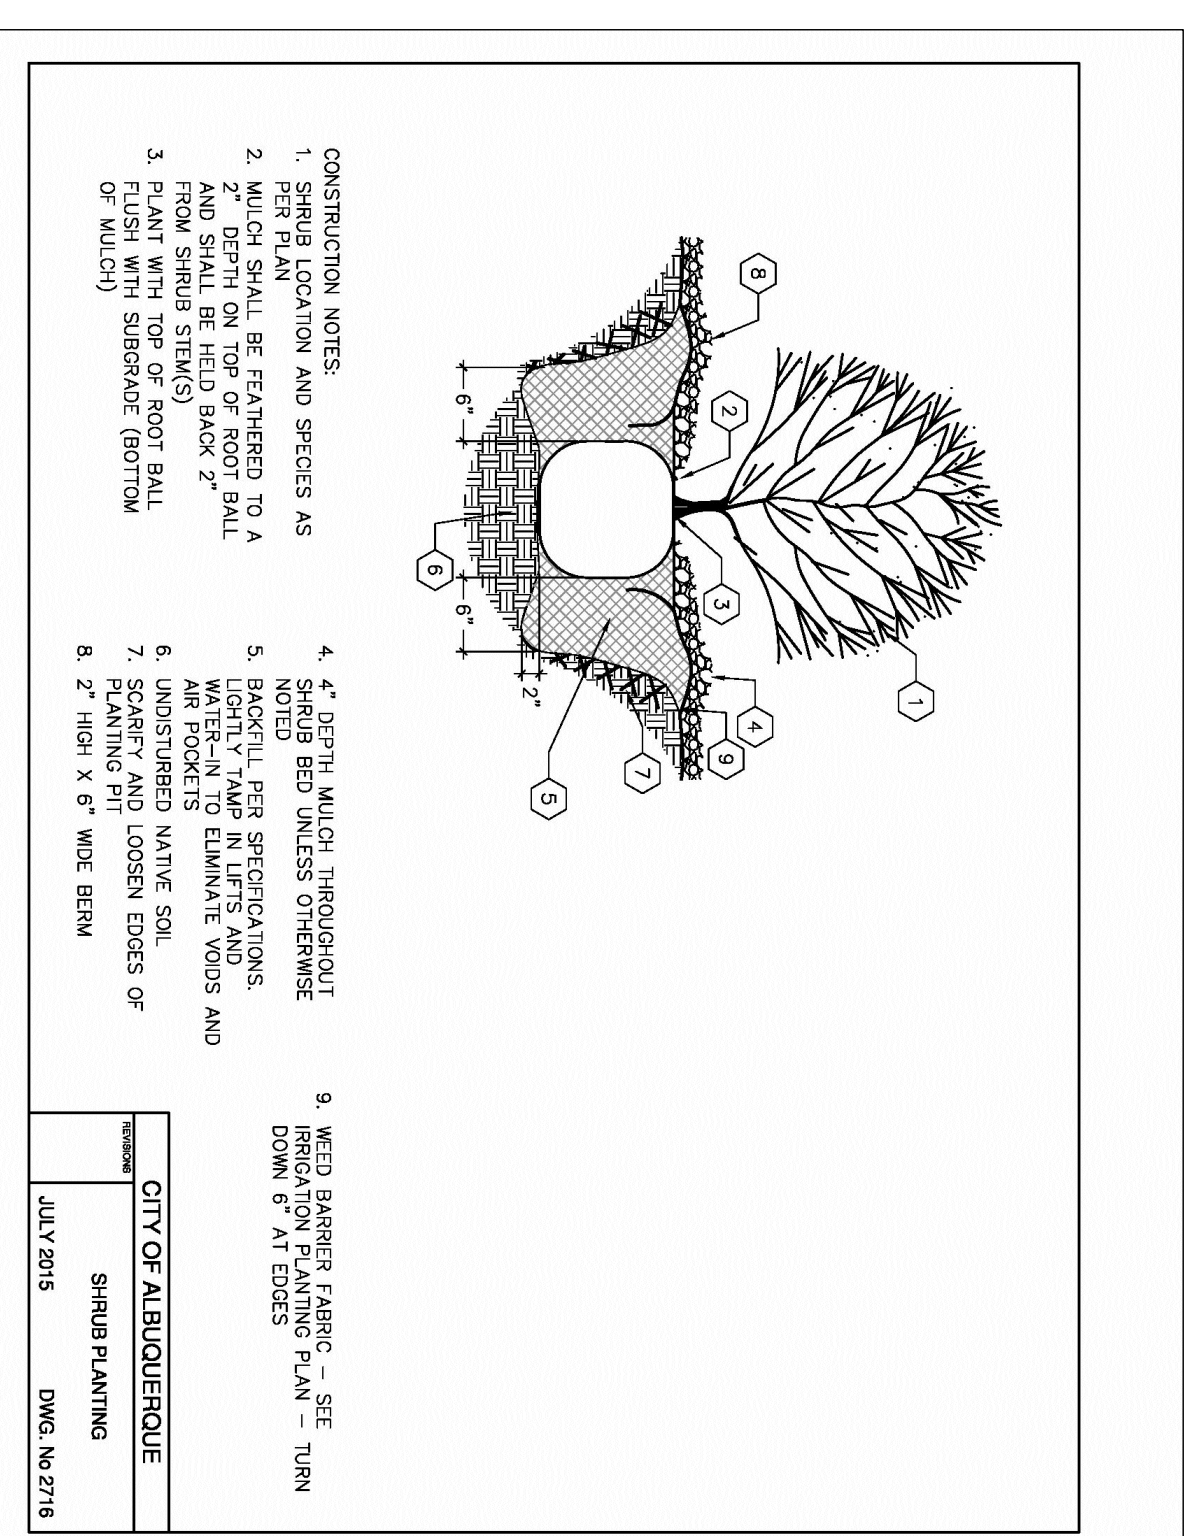 8
2
3
1
4
9
7
5
6
6"
6"
2"
CONSTRUCTION NOTES:
1. SHRUB LOCATION AND SPECIES AS
PER PLAN
2. MULCH SHALL BE FEATHERED TO A
2" DEPTH ON TOP OF ROOT BALL
AND SHALL BE HELD BACK 2"
FROM SHRUB STEM(S)
3. PLANT WITH TOP OF ROOT BALL
FLUSH WITH SUBGRADE (BOTTOM
OF MULCH)
4. 4" DEPTH MULCH THROUGHOUT
SHRUB BED UNLESS OTHERWISE
NOTED
5. BACKFILL PER SPECIFICATIONS.
LIGHTLY TAMP IN LIFTS AND
WATER-IN TO ELIMINATE VOIDS AND
AIR POCKETS
6. UNDISTURBED NATIVE SOIL
7. SCARIFY AND LOOSEN EDGES OF
PLANTING PIT
8. 2" HIGH X 6" WIDE BERM
9. WEED BARRIER FABRIC - SEE
IRRIGATION PLANTING PLAN - TURN
DOWN 6" AT EDGES
CITY OF ALBUQUERQUE
REVISIONS
SHRUB PLANTING
JULY 2015 DWG. No 2716